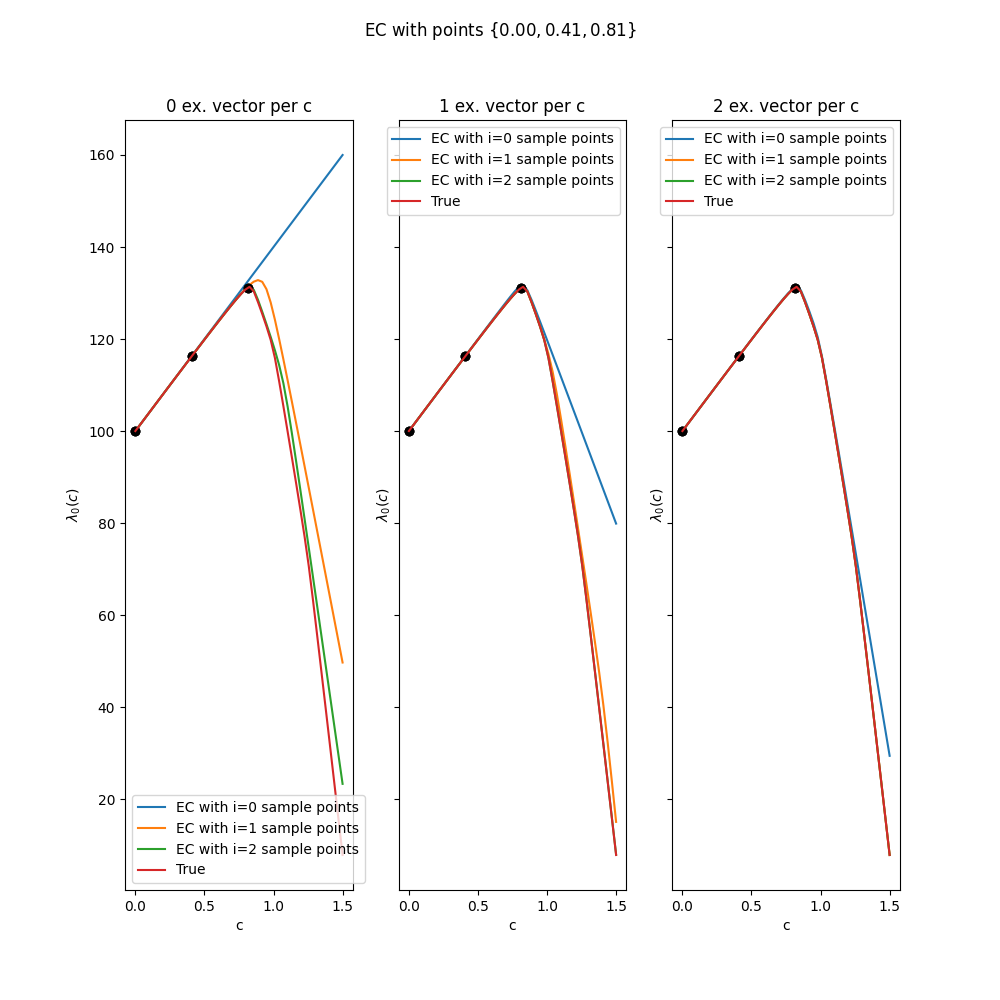 EC with points {0.00, 0.41, 0.81}
0 ex. vector per c
1 ex. vector per c
2 ex. vector per c
160
140
120
100
80
60
40
20
λ₀(c)
λ₀(c)
λ₀(c)
EC with i=0 sample points
EC with i=1 sample points
EC with i=2 sample points
True
EC with i=0 sample points
EC with i=1 sample points
EC with i=2 sample points
True
EC with i=0 sample points
EC with i=1 sample points
EC with i=2 sample points
True
0.0 0.5 1.0 1.5
0.0 0.5 1.0 1.5
0.0 0.5 1.0 1.5
c
c
c